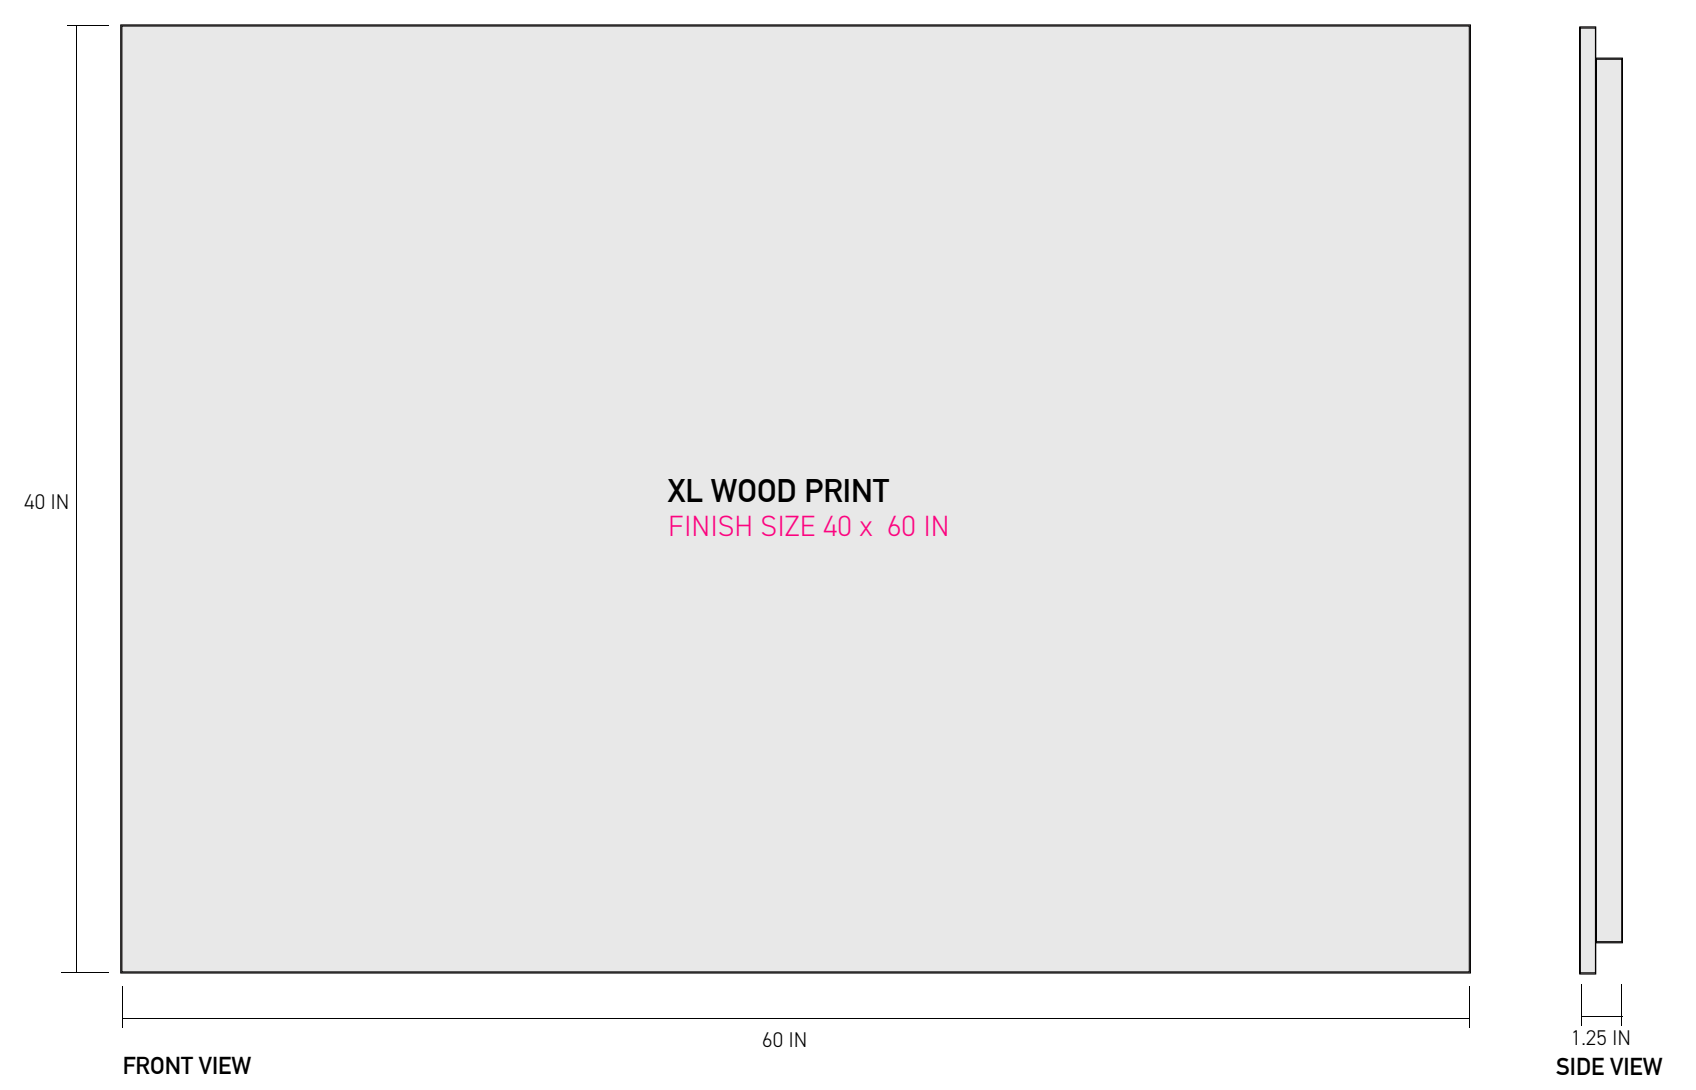 40 IN
XL WOOD PRINT
FINISH SIZE 40 x  60 IN
60 IN
1.25 IN
FRONT VIEW
SIDE VIEW